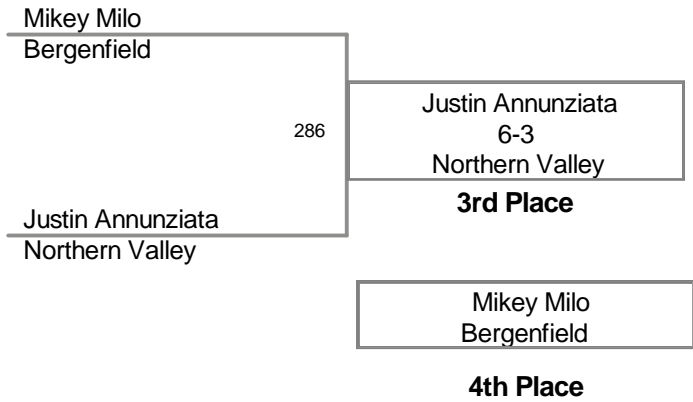 Mikey Milo
Bergenfield
286
Justin Annunziata
6-3
Northern Valley
3rd Place
Justin Annunziata
Northern Valley
Mikey Milo
Bergenfield
4th Place